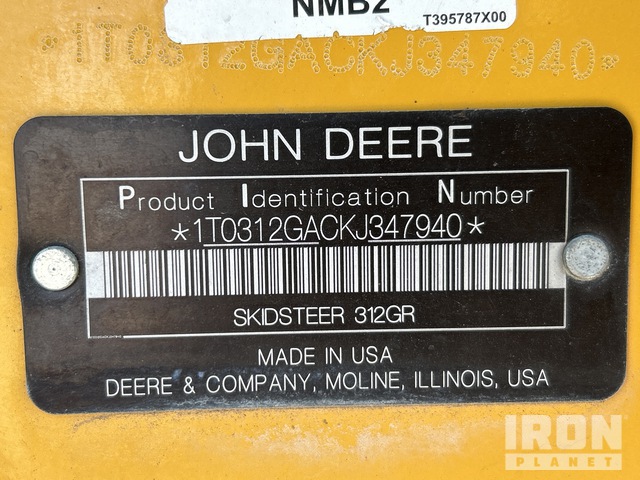 NMB2
T395787X00
*1T0312GACKJ347940*
JOHN DEERE
Product Identification Number
*1T0312GACKJ347940*
SKIDSTEER 312GR
MADE IN USA
DEERE & COMPANY, MOLINE, ILLINOIS, USA
IRON
PLANET